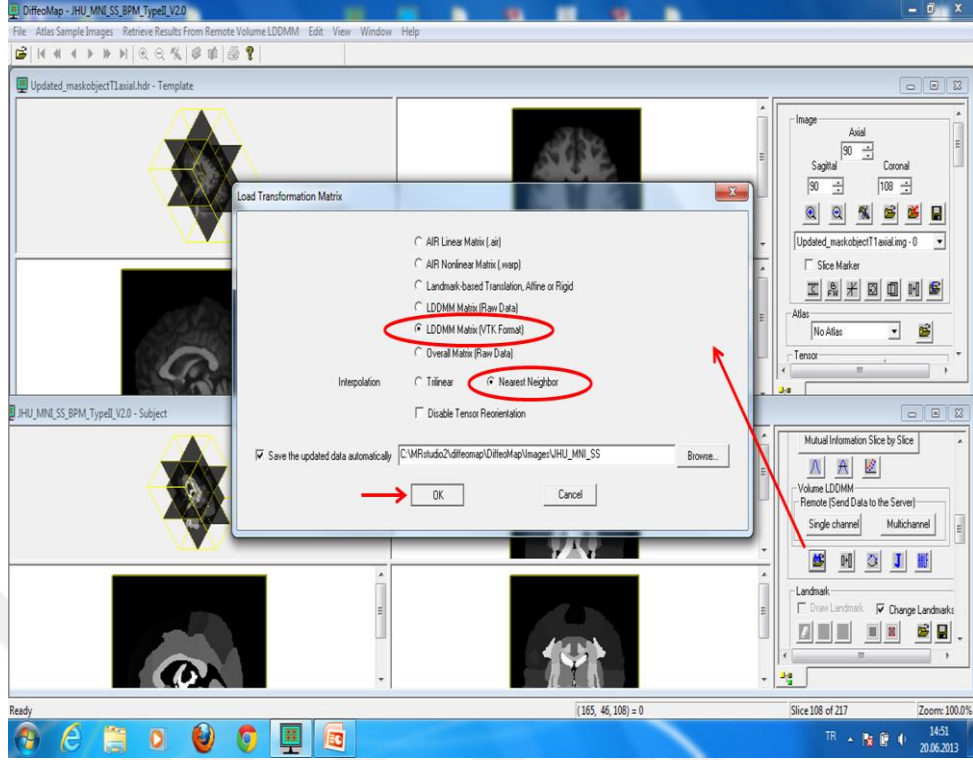 DiffeoMap - JHU_MNI_SS_BPM_TypeII_V2.0
File Atlas Sample Images Retrieve Results From Remote Volume LDDMM Edit View Window Help
Updated_maskobjectT1axial.hdr - Template
Image
Axial
90
Sagittal Coronal
90 108
Updated_maskobjectT1axial.img - 0
Slice Marker
Atlas
No Atlas
Tensor
Load Transformation Matrix
AIR Linear Matrix (.air)
AIR Nonlinear Matrix (.warp)
Landmark-based Translation, Affine or Rigid
LDDMM Matrix (Raw Data)
LDDMM Matrix (VTK Format)
Overall Matrix (Raw Data)
Interpolation Trilinear Nearest Neighbor
Disable Tensor Reorientation
Save the updated data automatically C:\MRstudio2\diffeomap\DiffeoMap\Images\JHU_MNI_SS Browse...
OK Cancel
JHU_MNI_SS_BPM_TypeII_V2.0 - Subject
Mutual Information Slice by Slice
Volume LDDMM
Remote (Send Data to the Server)
Single channel Multichannel
J
Landmark
Draw Landmark Change Landmarks
Ready (165, 46, 108) = 0 Slice 108 of 217 Zoom: 100.0%
TR 14:51
20.06.2013